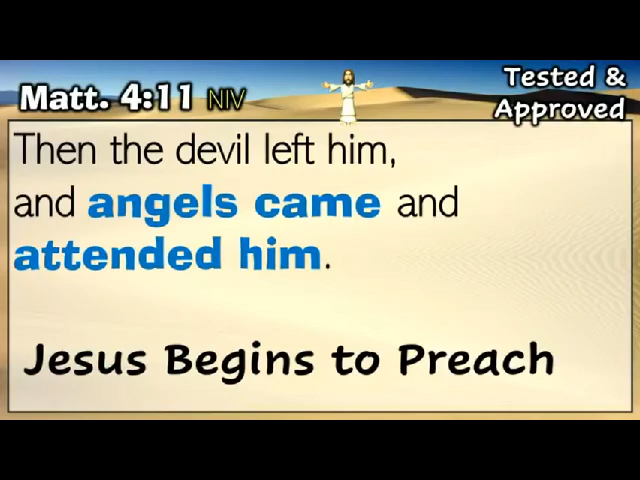 Matt. 4:11 NIV
Tested &
Approved
Then the devil left him,
and angels came and
attended him.
Jesus Begins to Preach